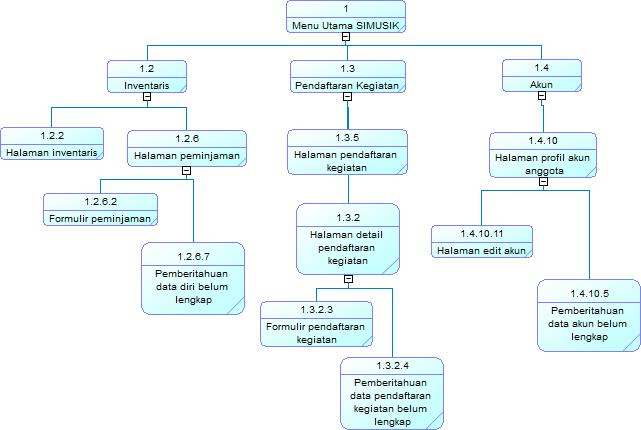 1
Menu Utama SIMUSIK
1.2
Inventaris
1.3
Pendaftaran Kegiatan
1.4
Akun
1.2.2
Halaman inventaris
1.2.6
Halaman peminjaman
1.3.5
Halaman pendaftaran
kegiatan
1.4.10
Halaman profil akun
anggota
1.2.6.2
Formulir peminjaman
1.2.6.7
Pemberitahuan
data diri belum
lengkap
1.3.2
Halaman detail
pendaftaran
kegiatan
1.4.10.11
Halaman edit akun
1.4.10.5
Pemberitahuan
data akun belum
lengkap
1.3.2.3
Formulir pendaftaran
kegiatan
1.3.2.4
Pemberitahuan
data pendaftaran
kegiatan belum
lengkap